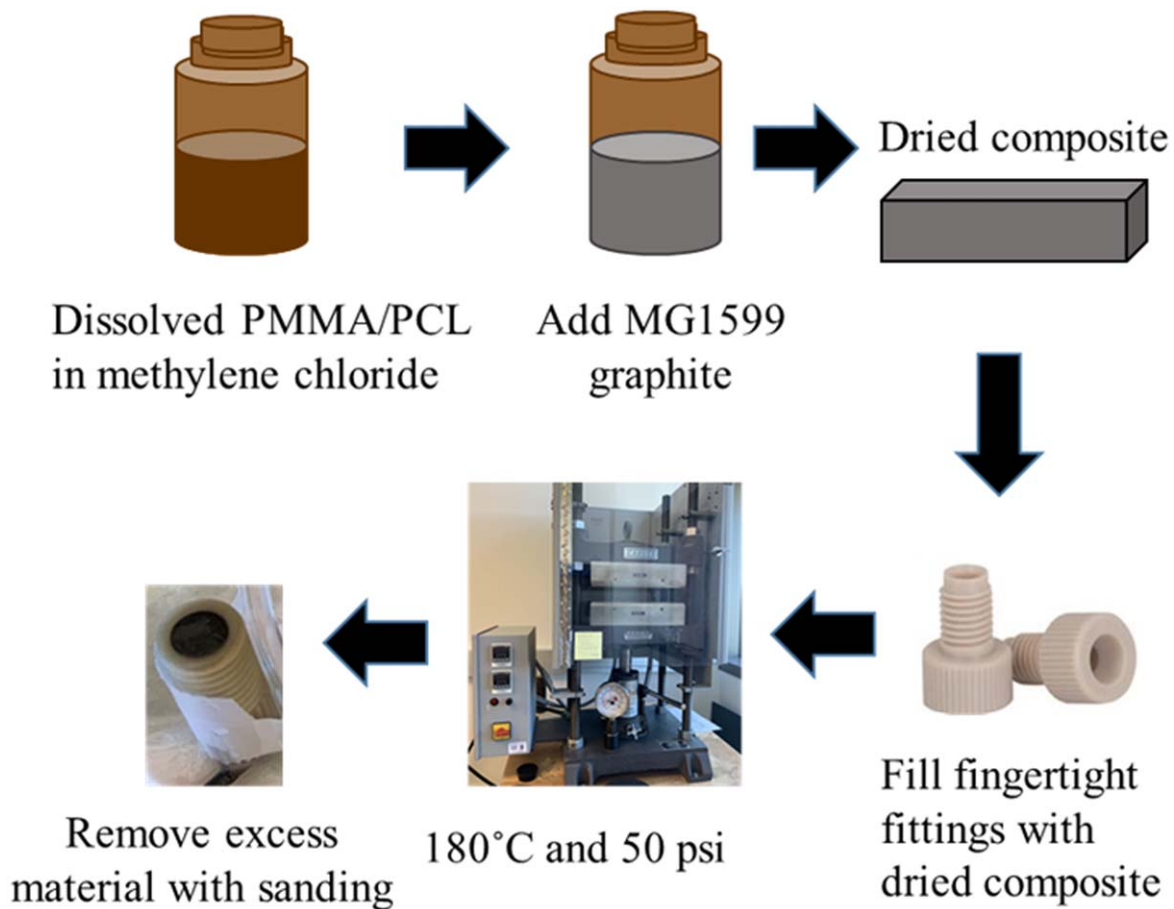 Dissolved PMMA/PCL
in methylene chloride
Add MG1599
graphite
Dried composite
Fill fingertight
fittings with
dried composite
180°C and 50 psi
Remove excess
material with sanding